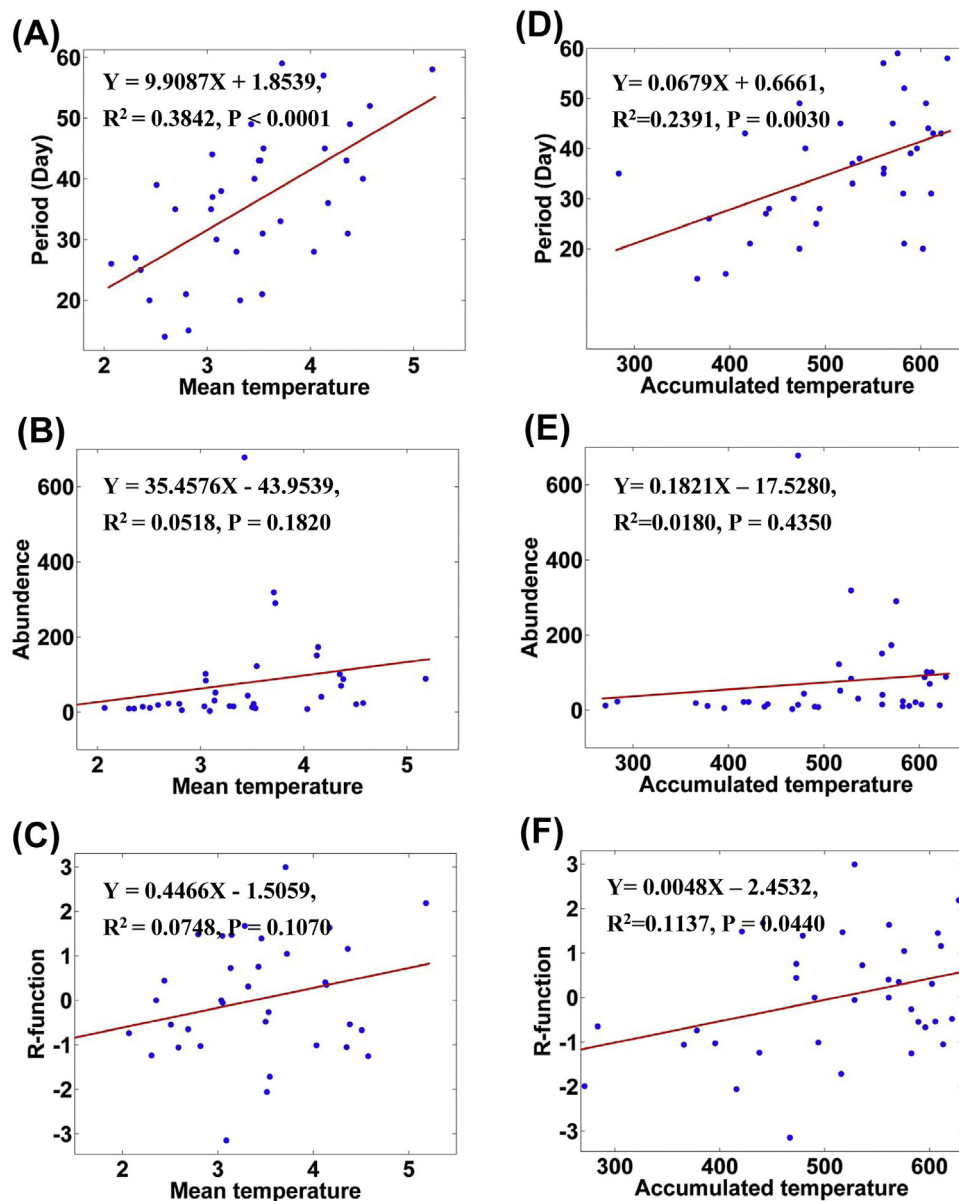 (A)
60
50
40
30
20
Period (Day)
Y = 9.9087X + 1.8539,
R² = 0.3842, P < 0.0001
2 3 4 5
Mean temperature
(D)
60
50
40
30
20
Period (Day)
Y= 0.0679X + 0.6661,
R²=0.2391, P = 0.0030
300 400 500 600
Accumulated temperature
(B)
600
400
200
0
Abundence
Y = 35.4576X - 43.9539,
R² = 0.0518, P = 0.1820
2 3 4 5
Mean temperature
(E)
600
400
200
0
Abundence
Y= 0.1821X – 17.5280,
R²=0.0180, P = 0.4350
300 400 500 600
Accumulated temperature
(C)
3
2
1
0
-1
-2
-3
R-function
Y = 0.4466X - 1.5059,
R² = 0.0748, P = 0.1070
2 3 4 5
Mean temperature
(F)
3
2
1
0
-1
-2
-3
R-function
Y= 0.0048X – 2.4532,
R²=0.1137, P = 0.0440
300 400 500 600
Accumulated temperature